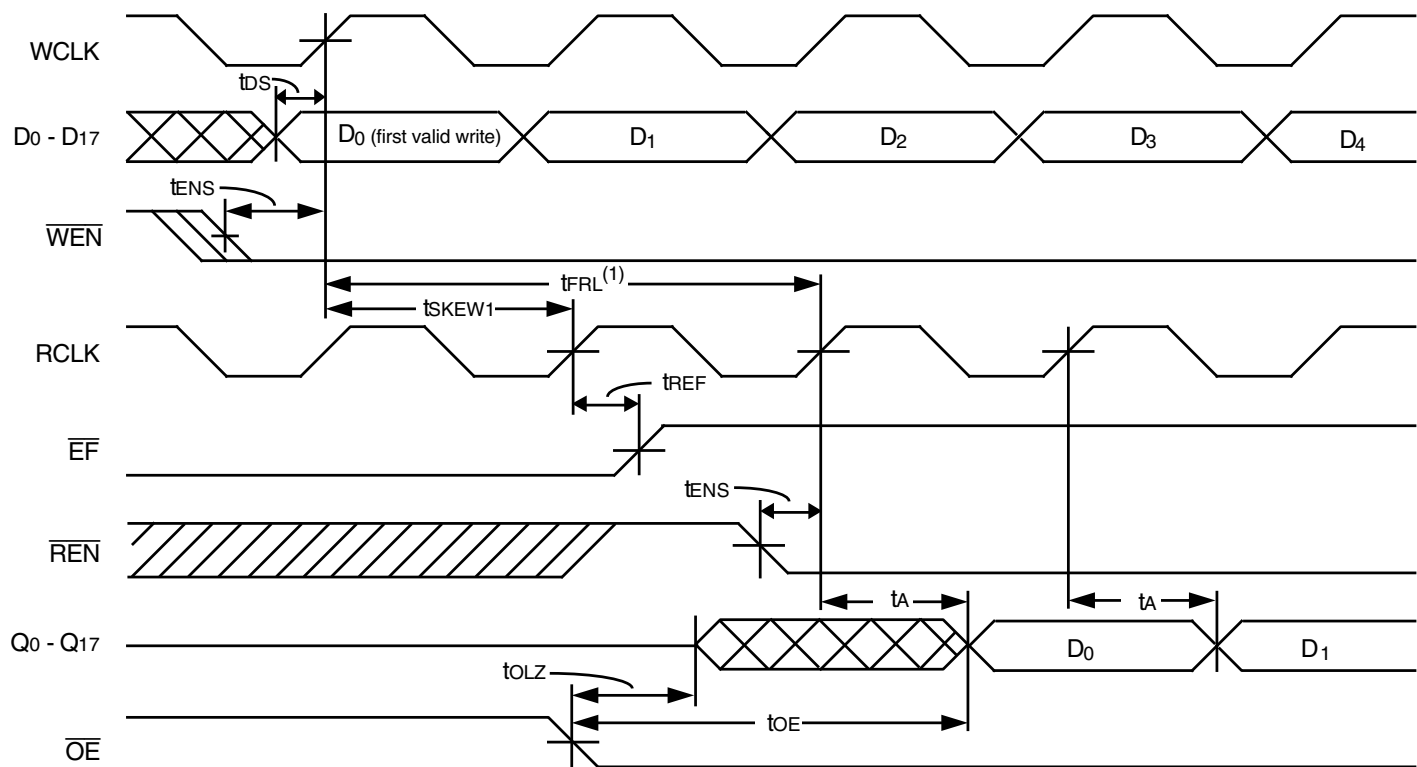 WCLK
tDS
D0 - D17
D0 (first valid write)
D1
D2
D3
D4
tENS
WEN
tFRL(1)
tSKEW1
RCLK
tREF
EF
tENS
REN
tA
tA
Q0 - Q17
D0
D1
tOLZ
tOE
OE